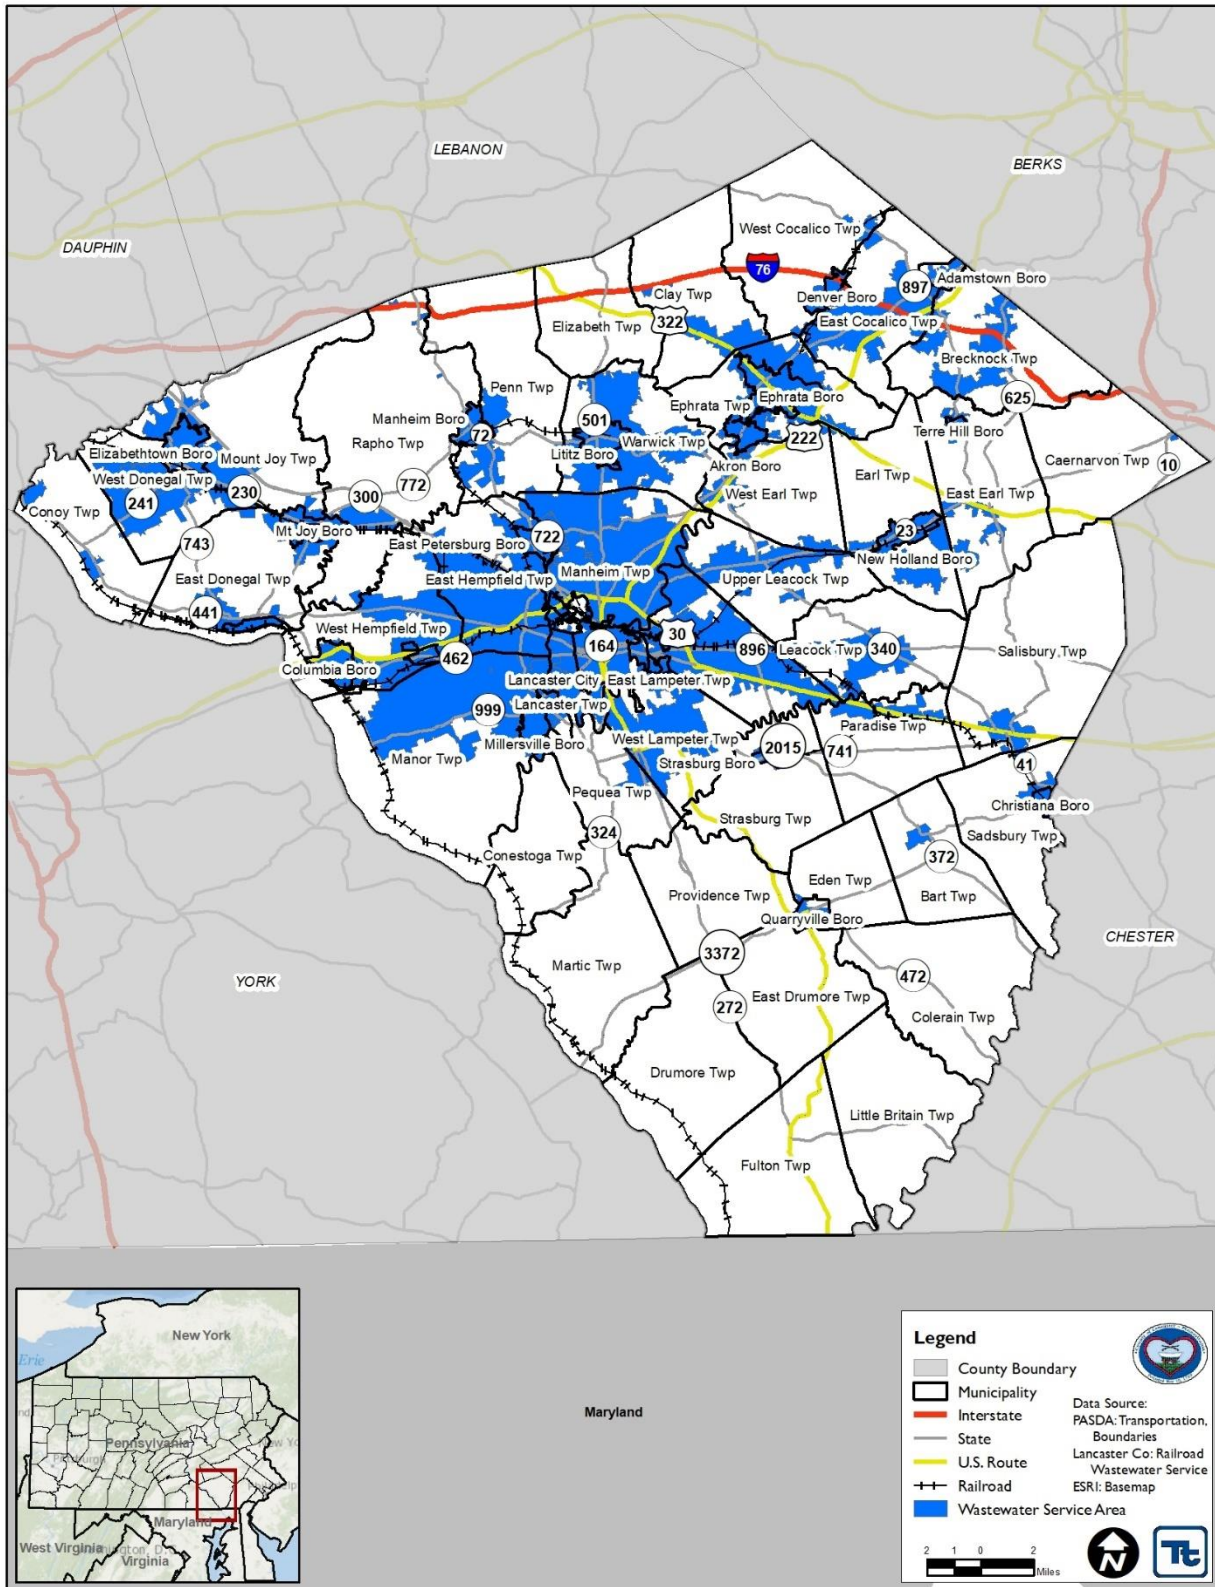 LEBANON
BERKS
DAUPHIN
West Cocalico Twp
76
Adamstown Boro
897
Denver Boro
Clay Twp
322
East Cocalico Twp
Elizabeth Twp
Brecknock Twp
Penn Twp
625
Ephrata Boro
Ephrata Twp
Manheim Boro
501
72
222
Terre Hill Boro
Rapho Twp
Warwick Twp
Elizabethtown Boro
Mount Joy Twp
Lititz Boro
Akron Boro
Caernarvon Twp
10
West Donegal Twp
772
Earl Twp
241
230
300
West Earl Twp
East Earl Twp
Conoy Twp
Mt Joy Boro
23
743
East Petersburg Boro
722
New Holland Boro
East Donegal Twp
East Hempfield Twp
Manheim Twp
Upper Leacock Twp
441
West Hempfield Twp
30
164
896
Leacock Twp
340
Salisbury Twp
462
Columbia Boro
Lancaster City
East Lampeter Twp
Lancaster Twp
999
Paradise Twp
Millersville Boro
West Lampeter Twp
2015
741
Manor Twp
Strasburg Boro
41
Pequea Twp
Christiana Boro
Strasburg Twp
324
Sadsbury Twp
Conestoga Twp
372
Eden Twp
Providence Twp
Bart Twp
Quarryville Boro
CHESTER
3372
Martic Twp
YORK
472
East Drumore Twp
272
Colerain Twp
Drumore Twp
Little Britain Twp
Fulton Twp
Maryland
New York
Erie
Pennsylvania
Pittsburgh
Maryland
West Virginia
Virginia
Legend
County Boundary
Municipality
Interstate
State
U.S. Route
Railroad
Wastewater Service Area
Data Source:
PASDA: Transportation,
Boundaries
Lancaster Co: Railroad
Wastewater Service
ESRI: Basemap
2 1 0 2
Miles
N
Tt